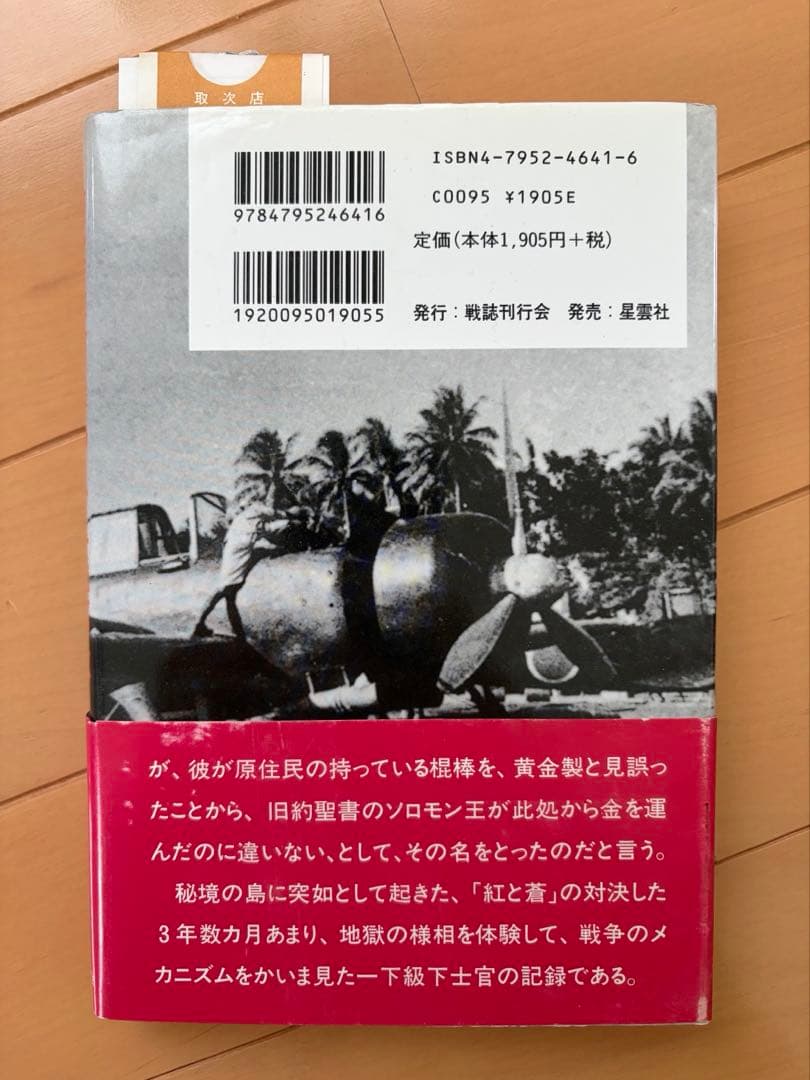 取次店
ISBN4-7952-4641-6
9784795246416
C0095 ¥1905E
定価(本体1,905円+税)
1920095019055
発行:戦誌刊行会 発売:星雲社
が、彼が原住民の持っている棍棒を、黄金製と見誤っ
たことから、旧約聖書のソロモン王が此処から金を運
んだのに違いない、として、その名をとったのだと言う。
秘境の島に突如として起きた、「紅と蒼」の対決した
3年数カ月あまり、地獄の様相を体験して、戦争のメ
カニズムをかいま見た一下級下士官の記録である。